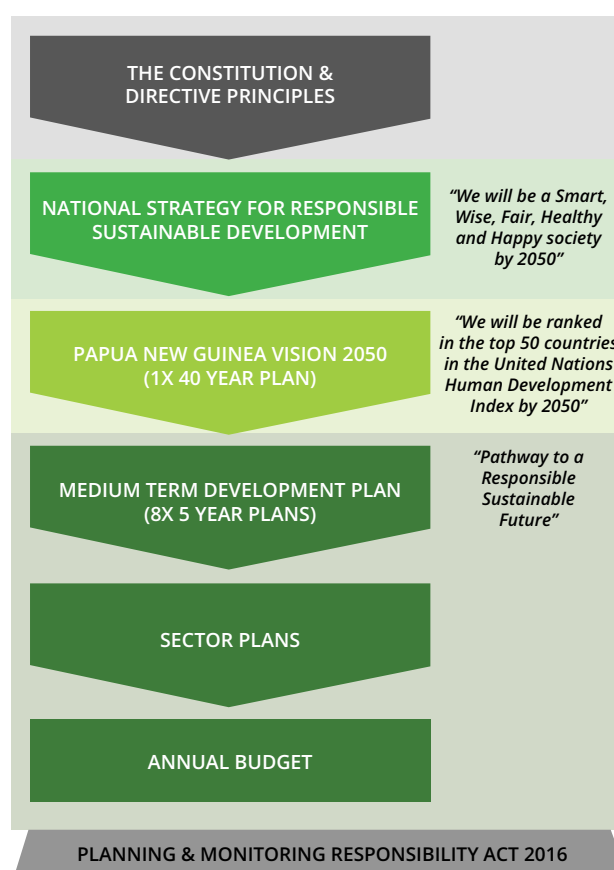 THE CONSTITUTION &
DIRECTIVE PRINCIPLES
NATIONAL STRATEGY FOR RESPONSIBLE
SUSTAINABLE DEVELOPMENT
“We will be a Smart,
Wise, Fair, Healthy
and Happy society
by 2050”
PAPUA NEW GUINEA VISION 2050
(1X 40 YEAR PLAN)
“We will be ranked
in the top 50 countries
in the United Nations
Human Development
Index by 2050”
MEDIUM TERM DEVELOPMENT PLAN
(8X 5 YEAR PLANS)
“Pathway to a
Responsible
Sustainable
Future”
SECTOR PLANS
ANNUAL BUDGET
PLANNING & MONITORING RESPONSIBILITY ACT 2016